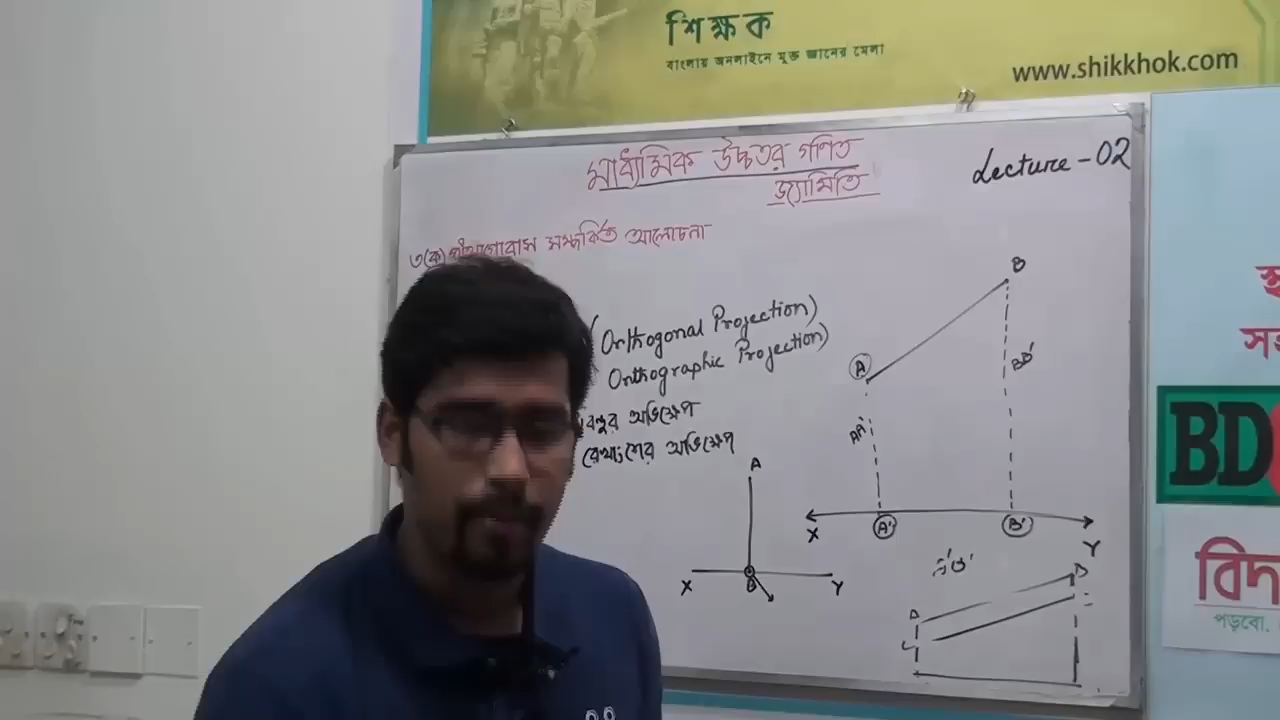 শিক্ষক
বাংলায় অনলাইনে মুক্ত জ্ঞানের মেলা
www.shikkhok.com
মাধ্যমিক উচ্চতর গণিত
জ্যামিতি
Lecture-02
৩(ক) পীথাগোরাস সম্পর্কিত আলোচনা
(Orthogonal Projection)
Orthographic Projection)
বিন্দুর অভিক্ষেপ
রেখাংশের অভিক্ষেপ
B
A
BB'
AA'
X A' B' Y
A'B'
A
X B Y
BD
বিদ
পড়বো.